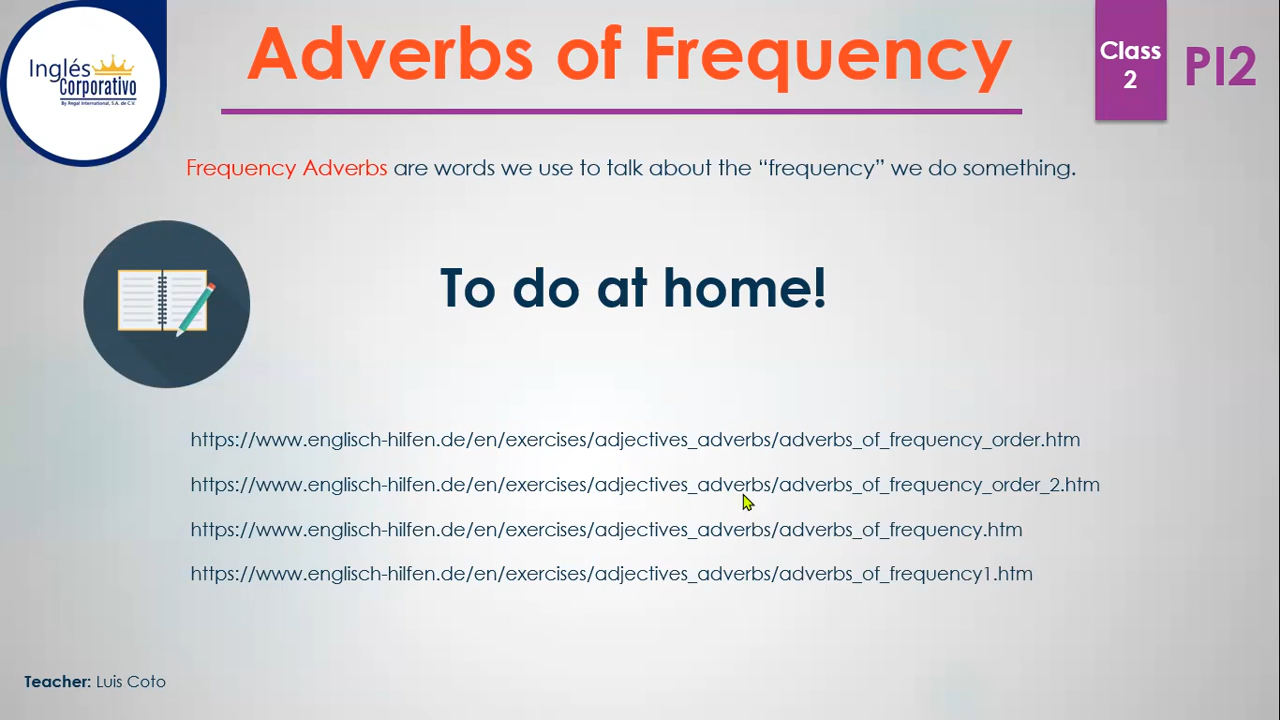 Inglés
Corporativo
By Regal International, S.A. de C.V.
Adverbs of Frequency
Class
2
PI2
Frequency Adverbs are words we use to talk about the “frequency” we do something.
To do at home!
https://www.englisch-hilfen.de/en/exercises/adjectives_adverbs/adverbs_of_frequency_order.htm
https://www.englisch-hilfen.de/en/exercises/adjectives_adverbs/adverbs_of_frequency_order_2.htm
https://www.englisch-hilfen.de/en/exercises/adjectives_adverbs/adverbs_of_frequency.htm
https://www.englisch-hilfen.de/en/exercises/adjectives_adverbs/adverbs_of_frequency1.htm
Teacher: Luis Coto